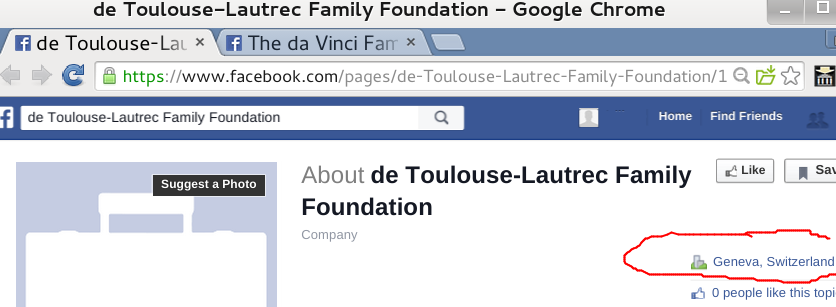 de Toulouse-Lautrec Family Foundation - Google Chrome
de Toulouse-Lau × The da Vinci Fam ×
https://www.facebook.com/pages/de-Toulouse-Lautrec-Family-Foundation/1
f de Toulouse-Lautrec Family Foundation Home Find Friends
Suggest a Photo
About de Toulouse-Lautrec Family
Foundation
Like Sav
Company
Geneva, Switzerland
0 people like this topi